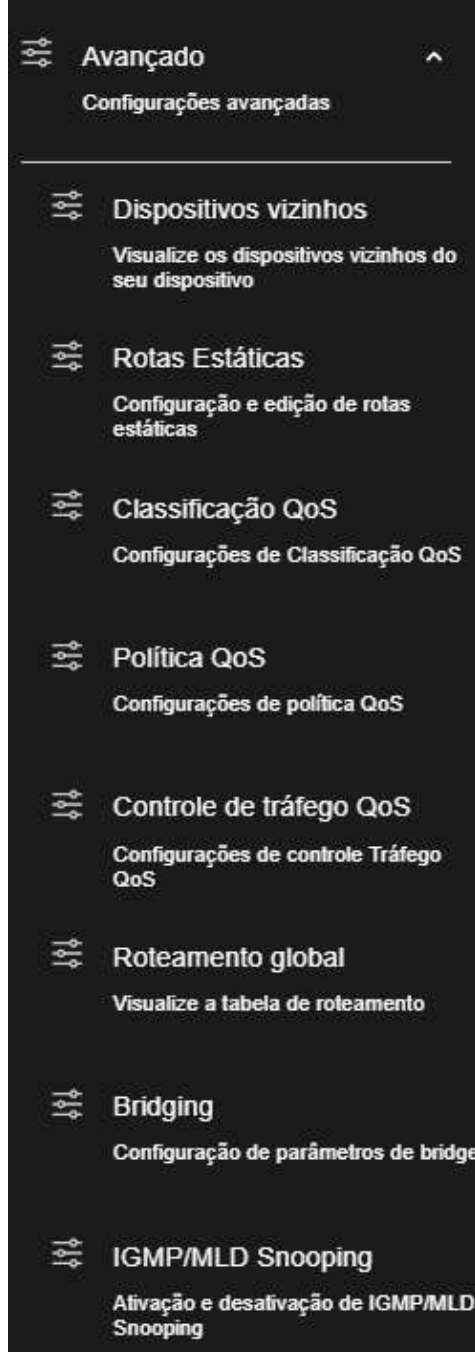 Avançado
Configurações avançadas
Dispositivos vizinhos
Visualize os dispositivos vizinhos do
seu dispositivo
Rotas Estáticas
Configuração e edição de rotas
estáticas
Classificação QoS
Configurações de Classificação QoS
Política QoS
Configurações de política QoS
Controle de tráfego QoS
Configurações de controle Tráfego
QoS
Roteamento global
Visualize a tabela de roteamento
Bridging
Configuração de parâmetros de bridge
IGMP/MLD Snooping
Ativação e desativação de IGMP/MLD
Snooping